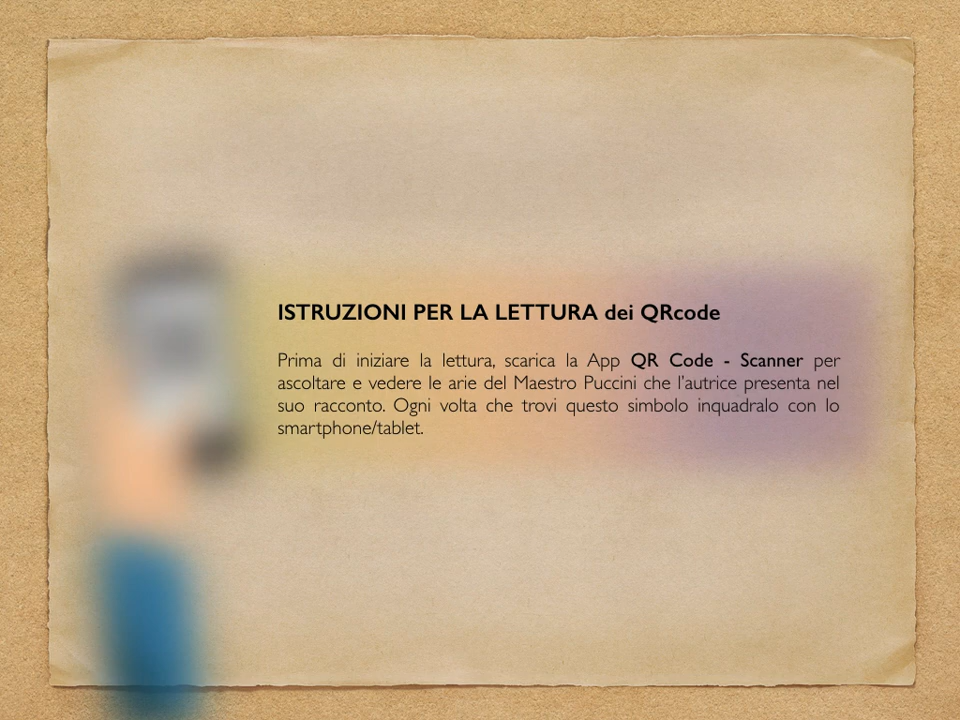 ISTRUZIONI PER LA LETTURA dei QRcode
Prima di iniziare la lettura, scarica la App QR Code - Scanner per
ascoltare e vedere le arie del Maestro Puccini che l'autrice presenta nel
suo racconto. Ogni volta che trovi questo simbolo inquadralo con lo
smartphone/tablet.